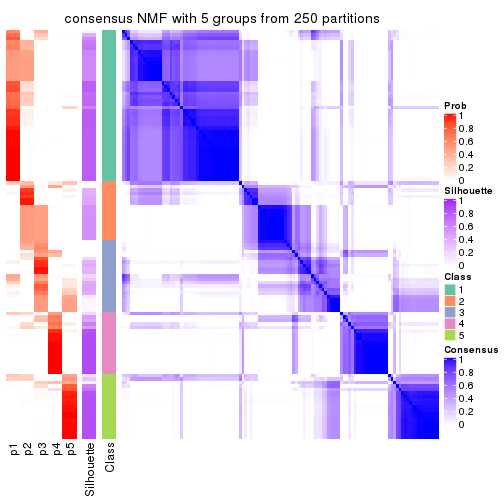 consensus NMF with 5 groups from 250 partitions
Prob
1
0.8
0.6
0.4
0.2
0
Silhouette
1
0.8
0.6
0.4
0.2
0
Class
1
2
3
4
5
Consensus
1
0.8
0.6
0.4
0.2
0
p1
p2
p3
p4
p5
Silhouette
Class